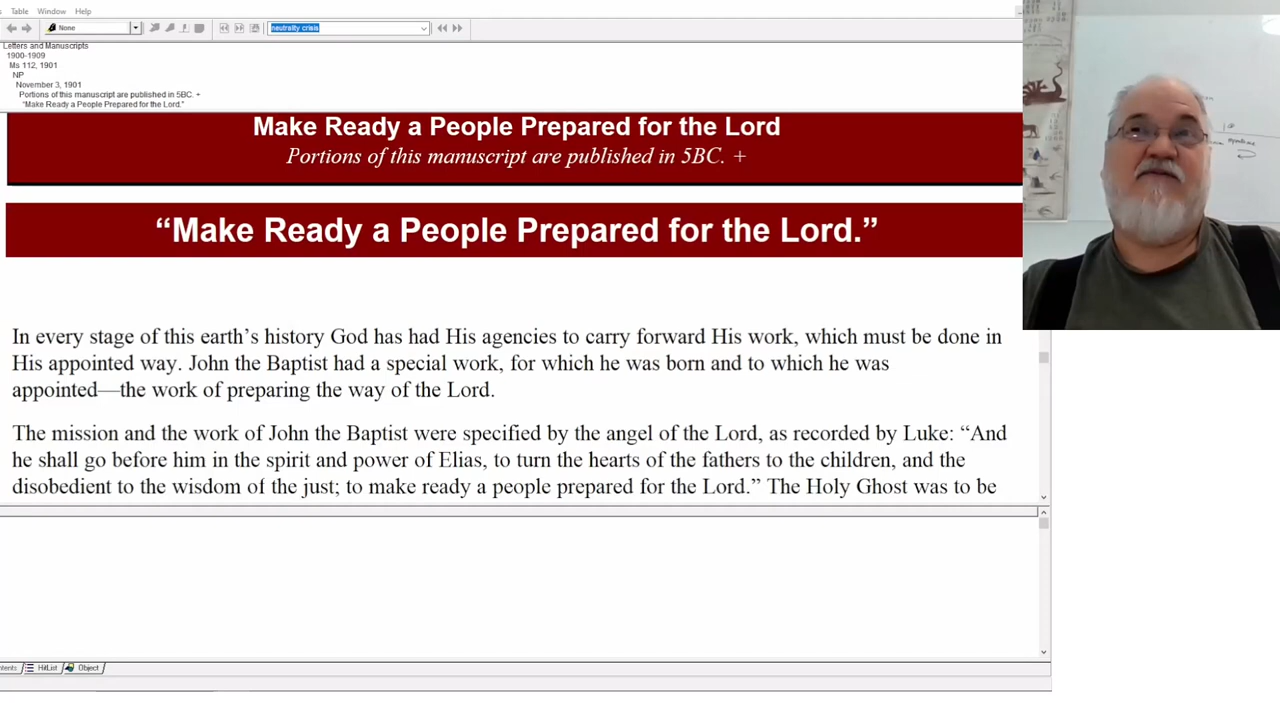 Table Window Help
None
neutrality crisis
Letters and Manuscripts
1900-1909
Ms 112, 1901
NP
November 3, 1901
Portions of this manuscript are published in 5BC. +
"Make Ready a People Prepared for the Lord."
Make Ready a People Prepared for the Lord
Portions of this manuscript are published in 5BC. +
“Make Ready a People Prepared for the Lord.”
In every stage of this earth’s history God has had His agencies to carry forward His work, which must be done in
His appointed way. John the Baptist had a special work, for which he was born and to which he was
appointed—the work of preparing the way of the Lord.
The mission and the work of John the Baptist were specified by the angel of the Lord, as recorded by Luke: “And
he shall go before him in the spirit and power of Elias, to turn the hearts of the fathers to the children, and the
disobedient to the wisdom of the just; to make ready a people prepared for the Lord.” The Holy Ghost was to be
HitList Object